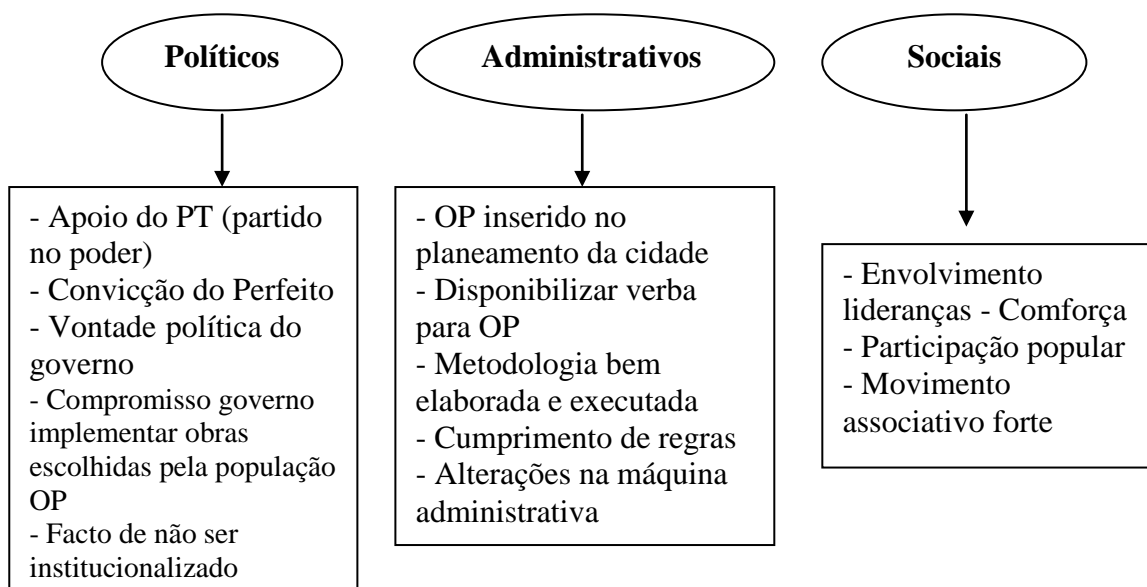 Políticos
- Apoio do PT (partido
no poder)
- Convicção do Perfeito
- Vontade política do
governo
- Compromisso governo
implementar obras
escolhidas pela população
OP
- Facto de não ser
institucionalizado
Administrativos
- OP inserido no
planeamento da cidade
- Disponibilizar verba
para OP
- Metodologia bem
elaborada e executada
- Cumprimento de regras
- Alterações na máquina
administrativa
Sociais
- Envolvimento
lideranças - Comforça
- Participação popular
- Movimento
associativo forte